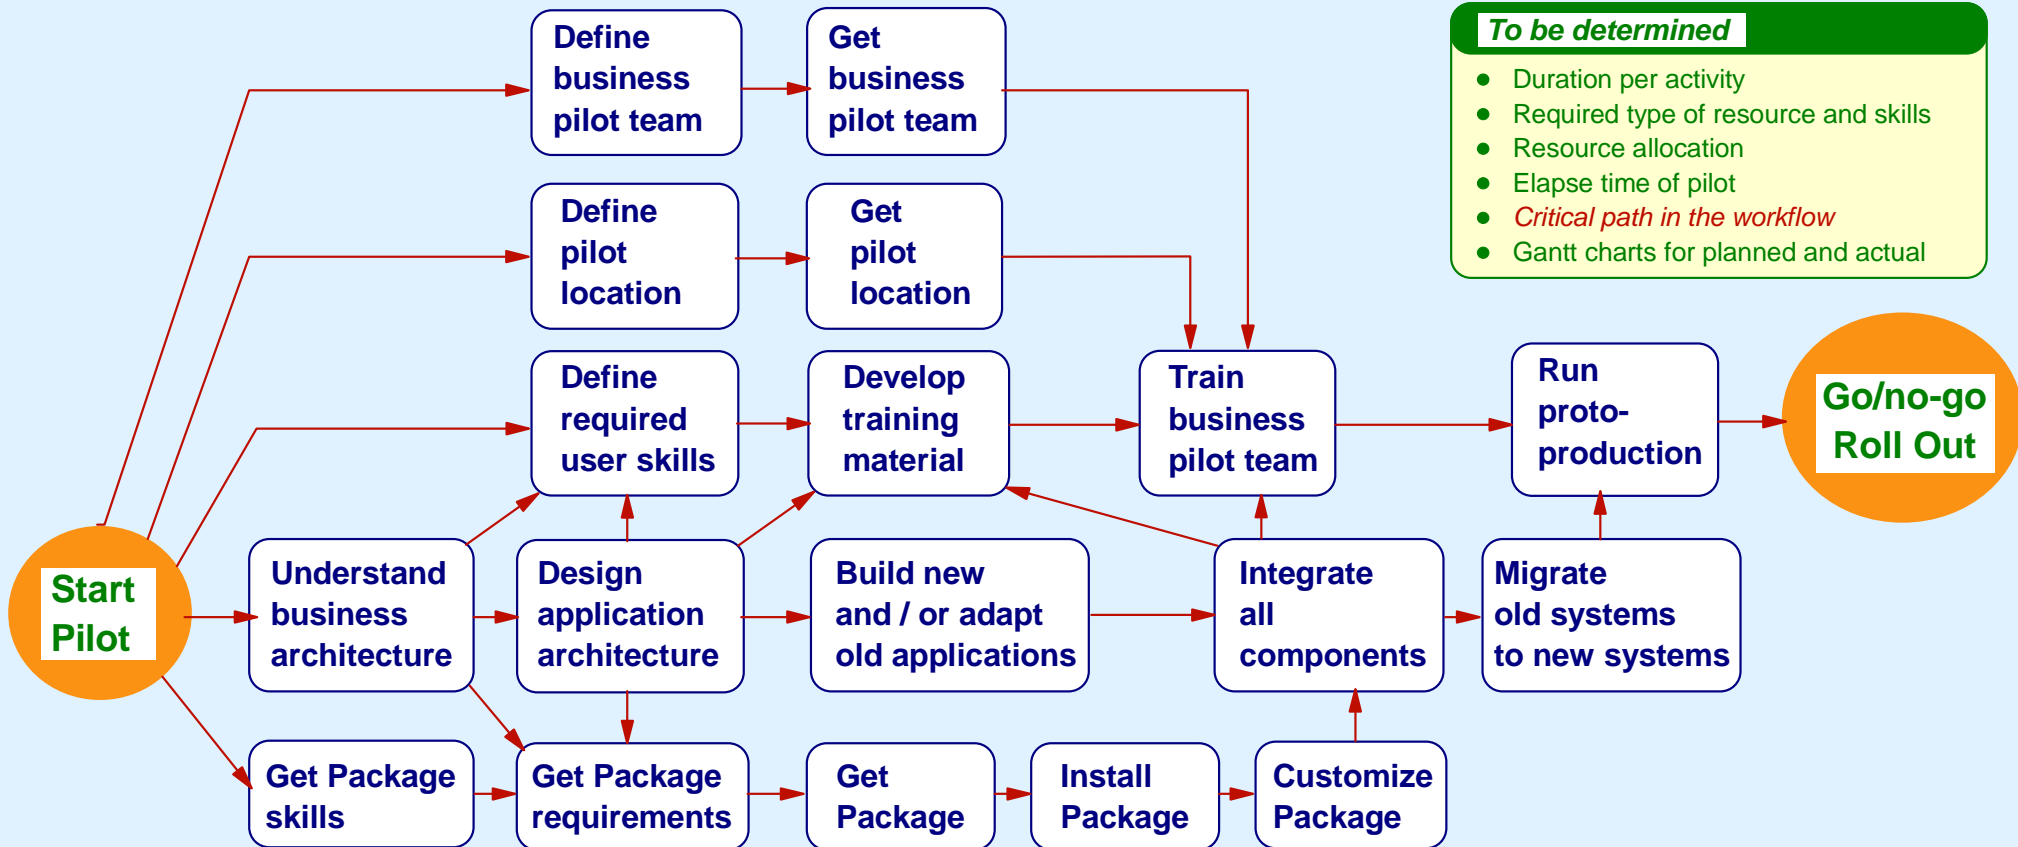 Define
business
pilot team
Get
business
pilot team
To be determined
Duration per activity
Required type of resource and skills
Resource allocation
Elapse time of pilot
Critical path in the workflow
Gantt charts for planned and actual
Define
pilot
location
Get
pilot
location
Define
required
user skills
Develop
training
material
Train
business
pilot team
Run
proto-
production
Go/no-go
Roll Out
Start
Pilot
Understand
business
architecture
Design
application
architecture
Build new
and / or adapt
old applications
Integrate
all
components
Migrate
old systems
to new systems
Get Package
skills
Get Package
requirements
Get
Package
Install
Package
Customize
Package